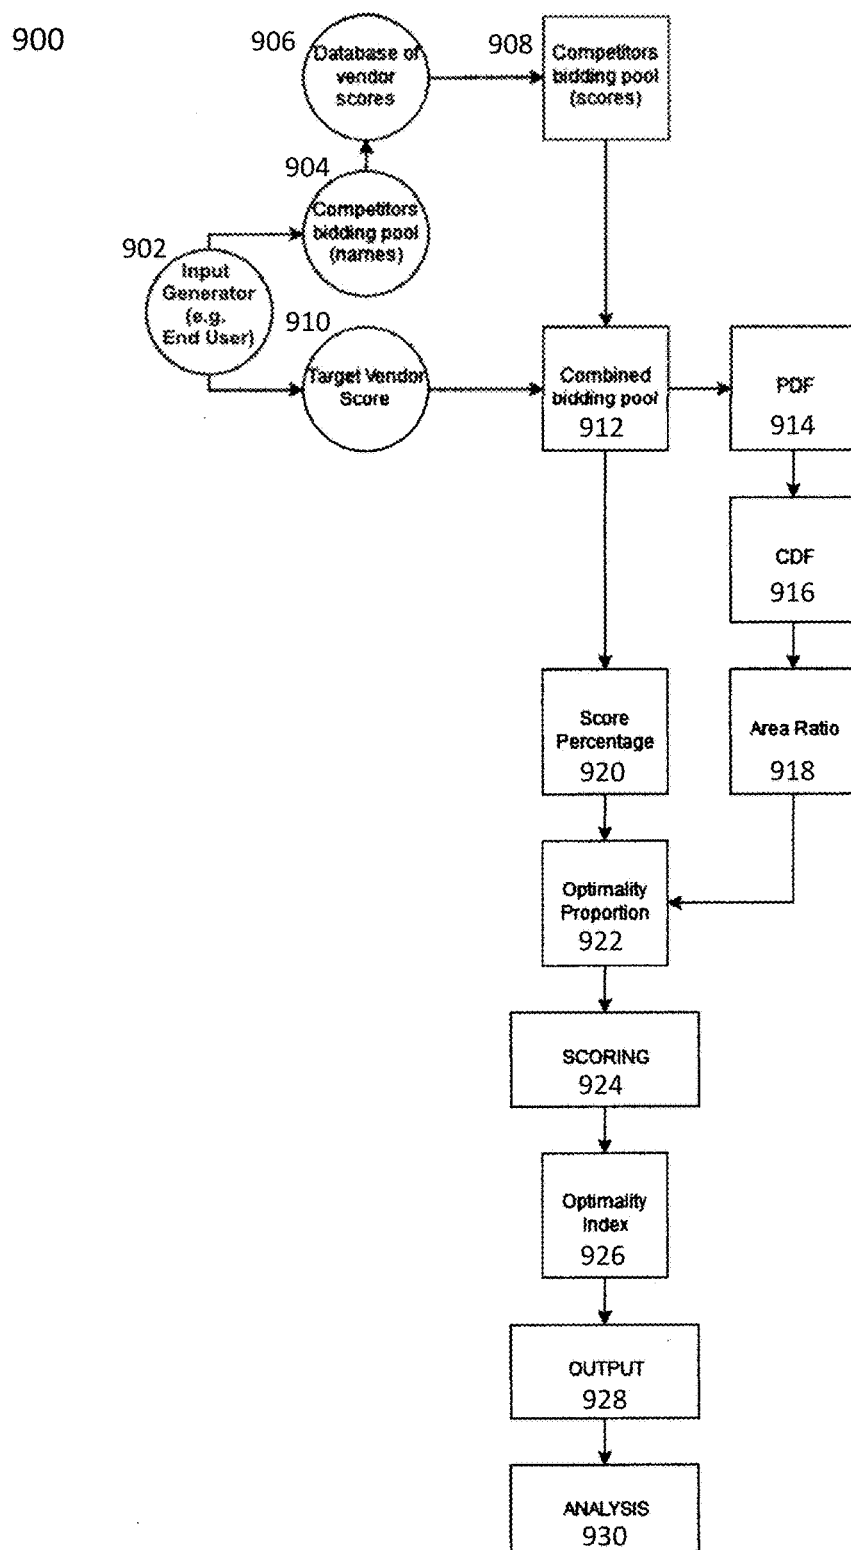 900
906
Database of
vendor
scores
908
Competitors
bidding pool
(scores)
904
Competitors
bidding pool
(names)
902
Input
Generator
(e.g.
End User)
910
Target Vendor
Score
Combined
bidding pool
912
PDF
914
CDF
916
Score
Percentage
920
Area Ratio
918
Optimality
Proportion
922
SCORING
924
Optimality
Index
926
OUTPUT
928
ANALYSIS
930